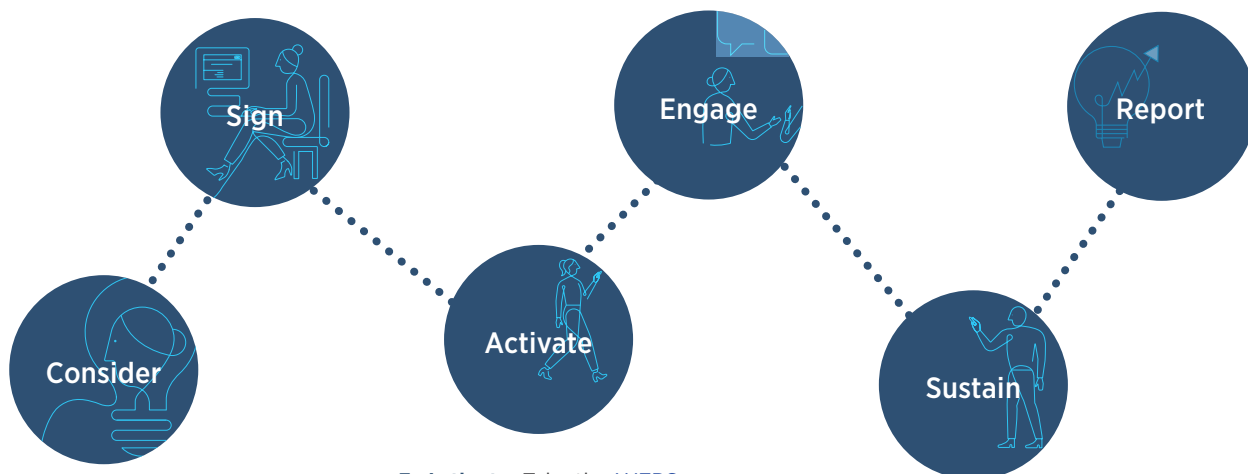 Consider
Sign
Activate
Engage
Sustain
Report